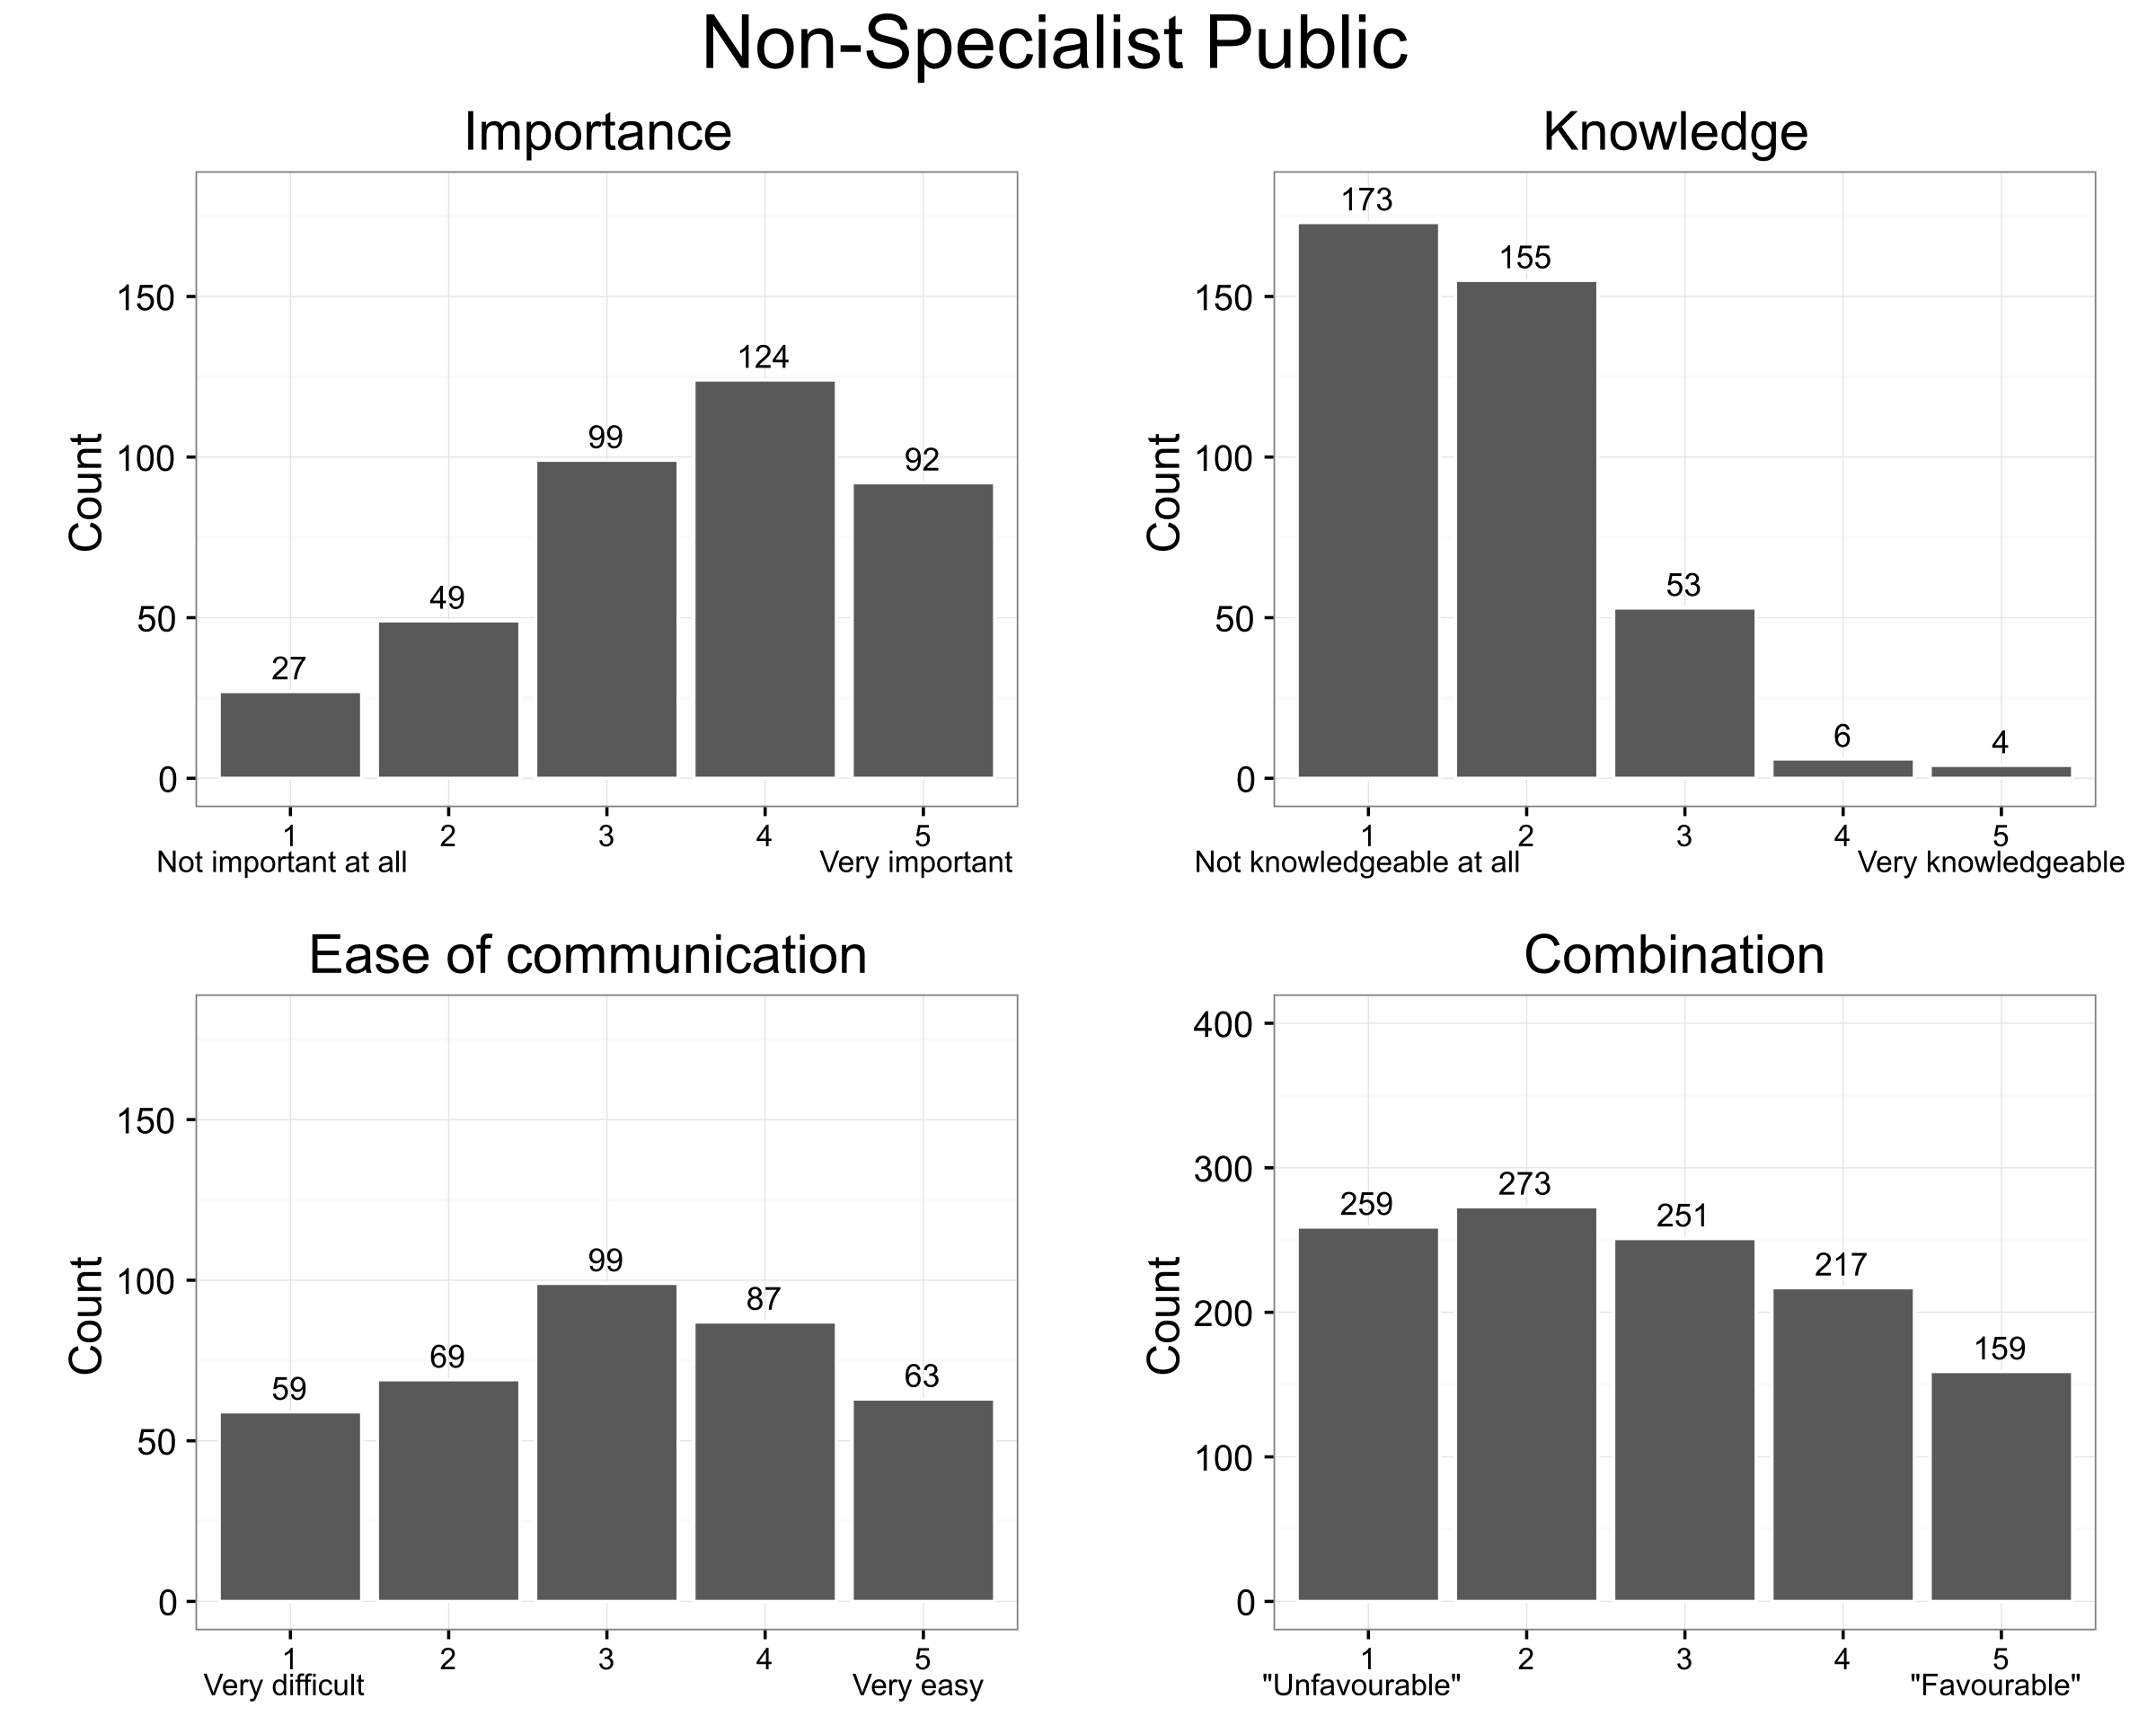 Non-Specialist Public
Importance
173
124
99
92
49
27
Count
150
100
50
0
1 2 3 4 5
Not important at all Very important
Knowledge
173
155
53
6
4
Count
150
100
50
0
1 2 3 4 5
Not knowledgeable at all Very knowledgeable
Ease of communication
59
69
99
87
63
Count
150
100
50
0
1 2 3 4 5
Very difficult Very easy
Combination
259
273
251
217
159
Count
400
300
200
100
0
1 2 3 4 5
"Unfavourable" "Favourable"